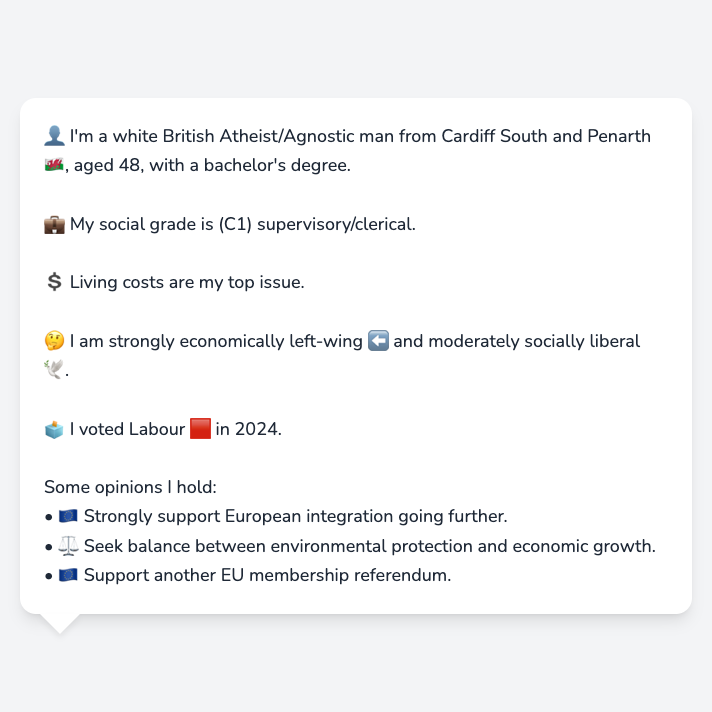 👤 I'm a white British Atheist/Agnostic man from Cardiff South and Penarth
🏴󠁧󠁢󠁷󠁬󠁳󠁿, aged 48, with a bachelor's degree.
💼 My social grade is (C1) supervisory/clerical.
💲 Living costs are my top issue.
🤔 I am strongly economically left-wing ⬅️ and moderately socially liberal
🕊️.
🗳️ I voted Labour 🟥 in 2024.
Some opinions I hold:
• 🇪🇺 Strongly support European integration going further.
• ⚖️ Seek balance between environmental protection and economic growth.
• 🇪🇺 Support another EU membership referendum.